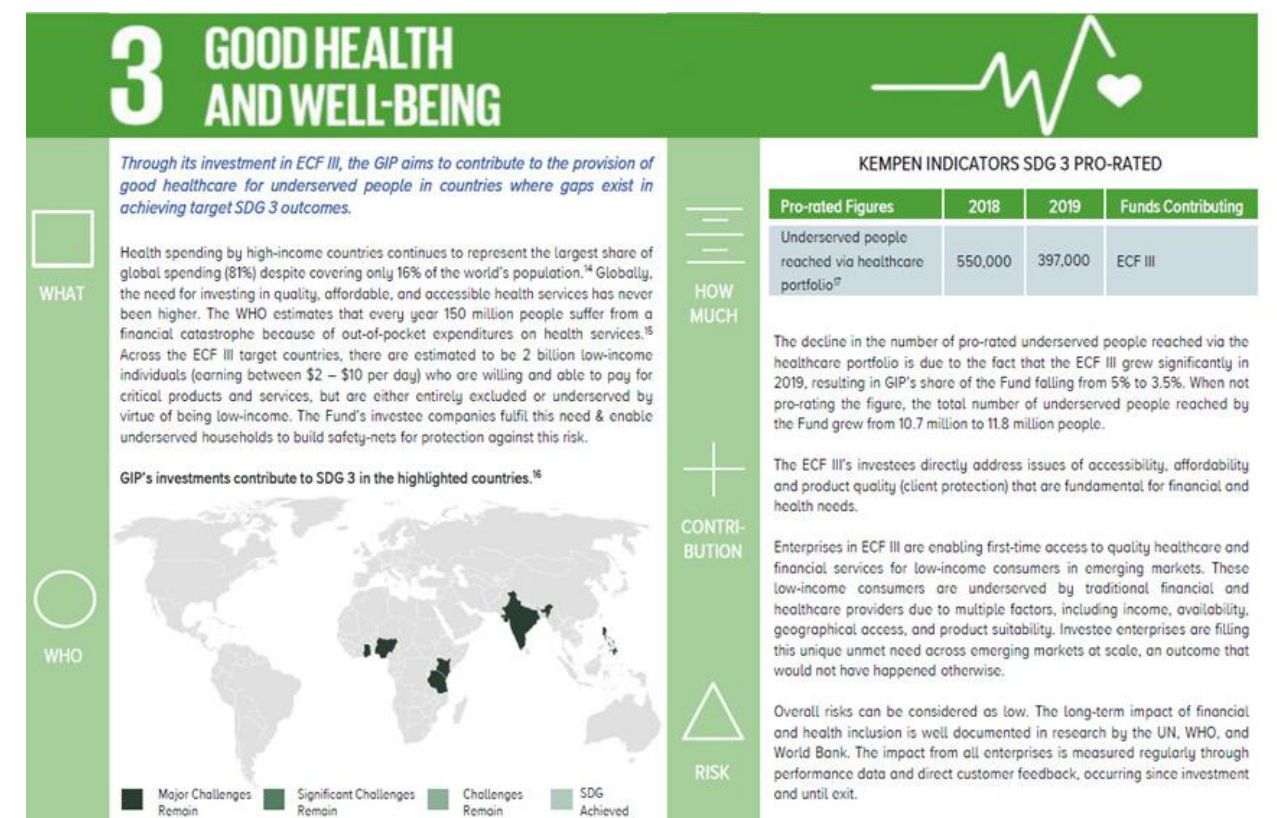 3 GOOD HEALTH
AND WELL-BEING
WHAT
WHO
Through its investment in ECF III, the GIP aims to contribute to the provision of
good healthcare for underserved people in countries where gaps exist in
achieving target SDG 3 outcomes.
Health spending by high-income countries continues to represent the largest share of
global spending (81%) despite covering only 16% of the world's population.¹⁴ Globally,
the need for investing in quality, affordable, and accessible health services has never
been higher. The WHO estimates that every year 150 million people suffer from a
financial catastrophe because of out-of-pocket expenditures on health services.¹⁵
Across the ECF III target countries, there are estimated to be 2 billion low-income
individuals (earning between $2 – $10 per day) who are willing and able to pay for
critical products and services, but are either entirely excluded or underserved by
virtue of being low-income. The Fund's investee companies fulfil this need & enable
underserved households to build safety-nets for protection against this risk.
GIP's investments contribute to SDG 3 in the highlighted countries.¹⁶
Major Challenges
Remain
Significant Challenges
Remain
Challenges
Remain
SDG
Achieved
HOW
MUCH
CONTRI-
BUTION
RISK
KEMPEN INDICATORS SDG 3 PRO-RATED
Pro-rated Figures 2018 2019 Funds Contributing
Underserved people
reached via healthcare 550,000 397,000 ECF III
portfolio¹⁷
The decline in the number of pro-rated underserved people reached via the
healthcare portfolio is due to the fact that the ECF III grew significantly in
2019, resulting in GIP's share of the Fund falling from 5% to 3.5%. When not
pro-rating the figure, the total number of underserved people reached by
the Fund grew from 10.7 million to 11.8 million people.
The ECF III's investees directly address issues of accessibility, affordability
and product quality (client protection) that are fundamental for financial and
health needs.
Enterprises in ECF III are enabling first-time access to quality healthcare and
financial services for low-income consumers in emerging markets. These
low-income consumers are underserved by traditional financial and
healthcare providers due to multiple factors, including income, availability,
geographical access, and product suitability. Investee enterprises are filling
this unique unmet need across emerging markets at scale, an outcome that
would not have happened otherwise.
Overall risks can be considered as low. The long-term impact of financial
and health inclusion is well documented in research by the UN, WHO, and
World Bank. The impact from all enterprises is measured regularly through
performance data and direct customer feedback, occurring since investment
and until exit.